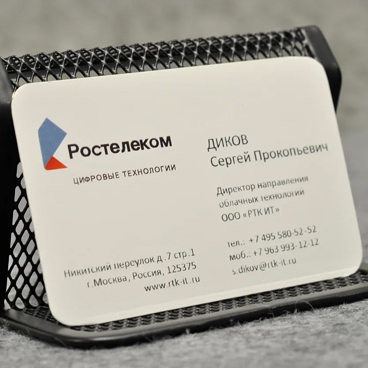 Ростелеком
ЦИФРОВЫЕ ТЕХНОЛОГИИ
Никитский переулок д.7 стр.1
г.Москва, Россия, 125375
www.rtk-it.ru
ДИКОВ
Сергей Прокопьевич
Директор направления
облачных технологии
ООО «РТК ИТ»
тел.: +7 495 580-52-52
моб.: +7 963 993-12-12
s.dikov@rtk-it.ru